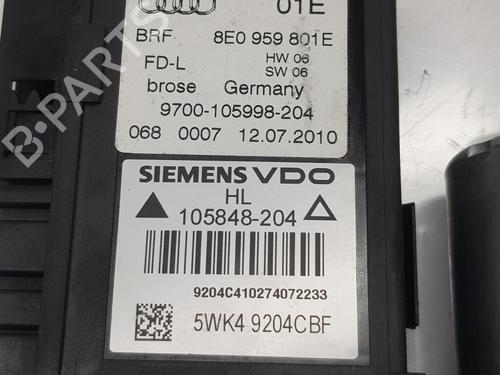 01E
BRF 8E0 959 801E
FD-L HW 06
SW 06
brose Germany
9700-105998-204
068 0007 12.07.2010
SIEMENS VDO
HL
105848-204
9204C410274072233
5WK4 9204CBF